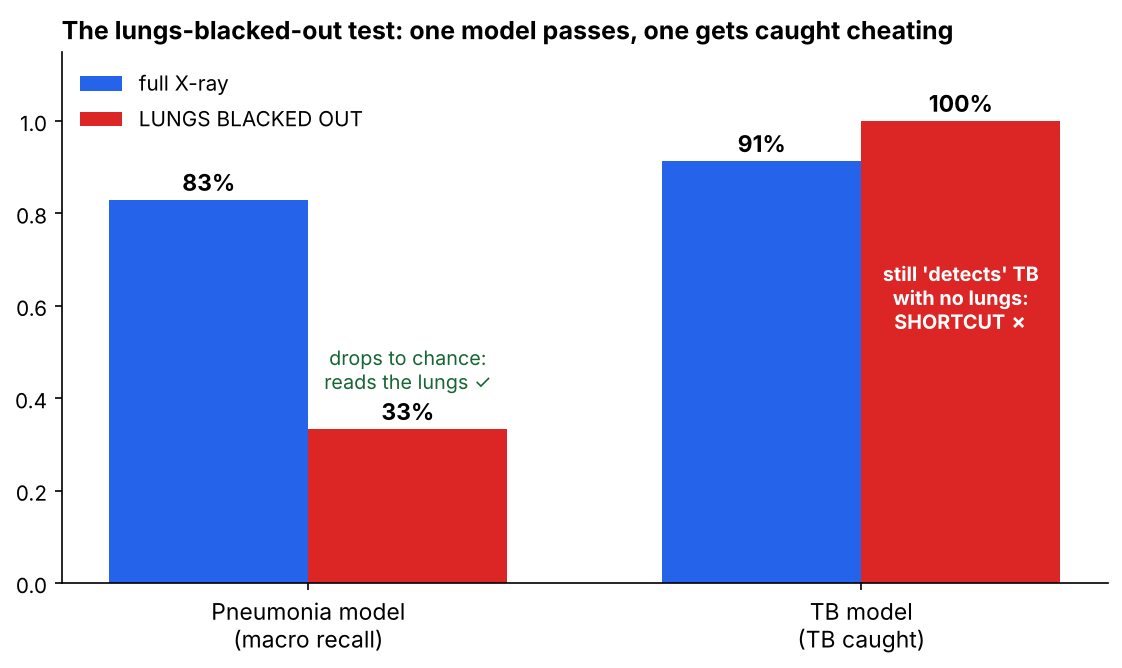 The lungs-blacked-out test: one model passes, one gets caught cheating
full X-ray
LUNGS BLACKED OUT
1.0
0.8
0.6
0.4
0.2
0.0
83%
drops to chance:
reads the lungs ✓
33%
91%
100%
still 'detects' TB
with no lungs:
SHORTCUT ×
Pneumonia model
(macro recall)
TB model
(TB caught)